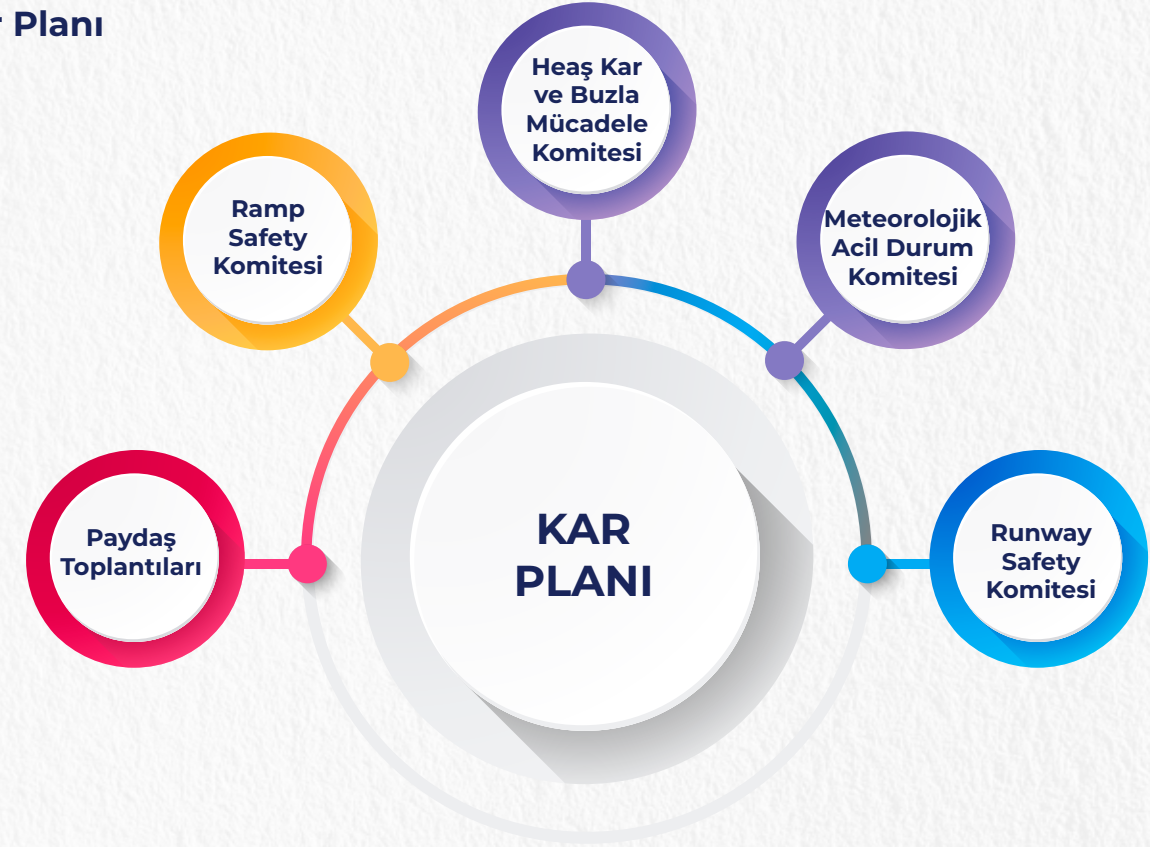 Planı
Heaş Kar
ve Buzla
Mücadele
Komitesi
Ramp
Safety
Komitesi
Meteorolojik
Acil Durum
Komitesi
Paydaş
Toplantıları
KAR
PLANI
Runway
Safety
Komitesi